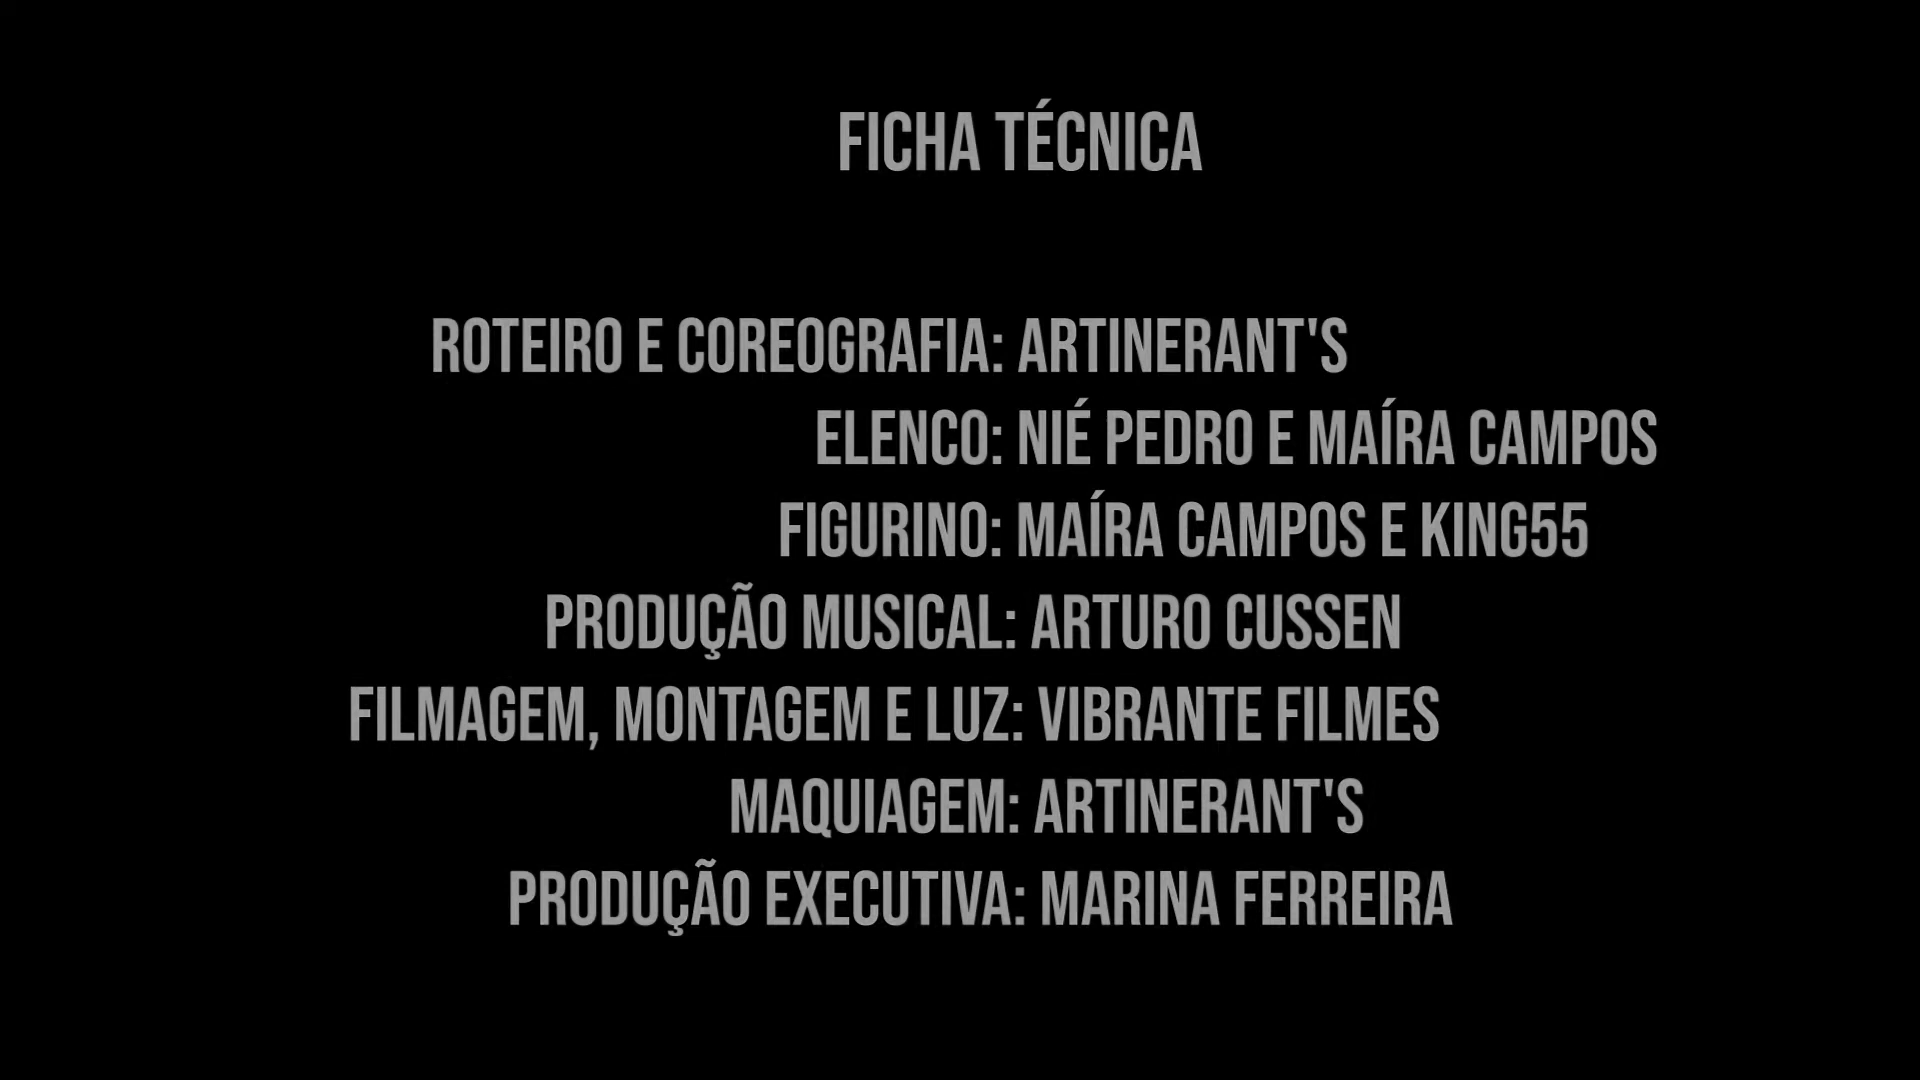 FICHA TÉCNICA
ROTEIRO E COREOGRAFIA: ARTINERANT'S
ELENCO: NIÉ PEDRO E MAÍRA CAMPOS
FIGURINO: MAÍRA CAMPOS E KING55
PRODUÇÃO MUSICAL: ARTURO CUSSEN
FILMAGEM, MONTAGEM E LUZ: VIBRANTE FILMES
MAQUIAGEM: ARTINERANT'S
PRODUÇÃO EXECUTIVA: MARINA FERREIRA